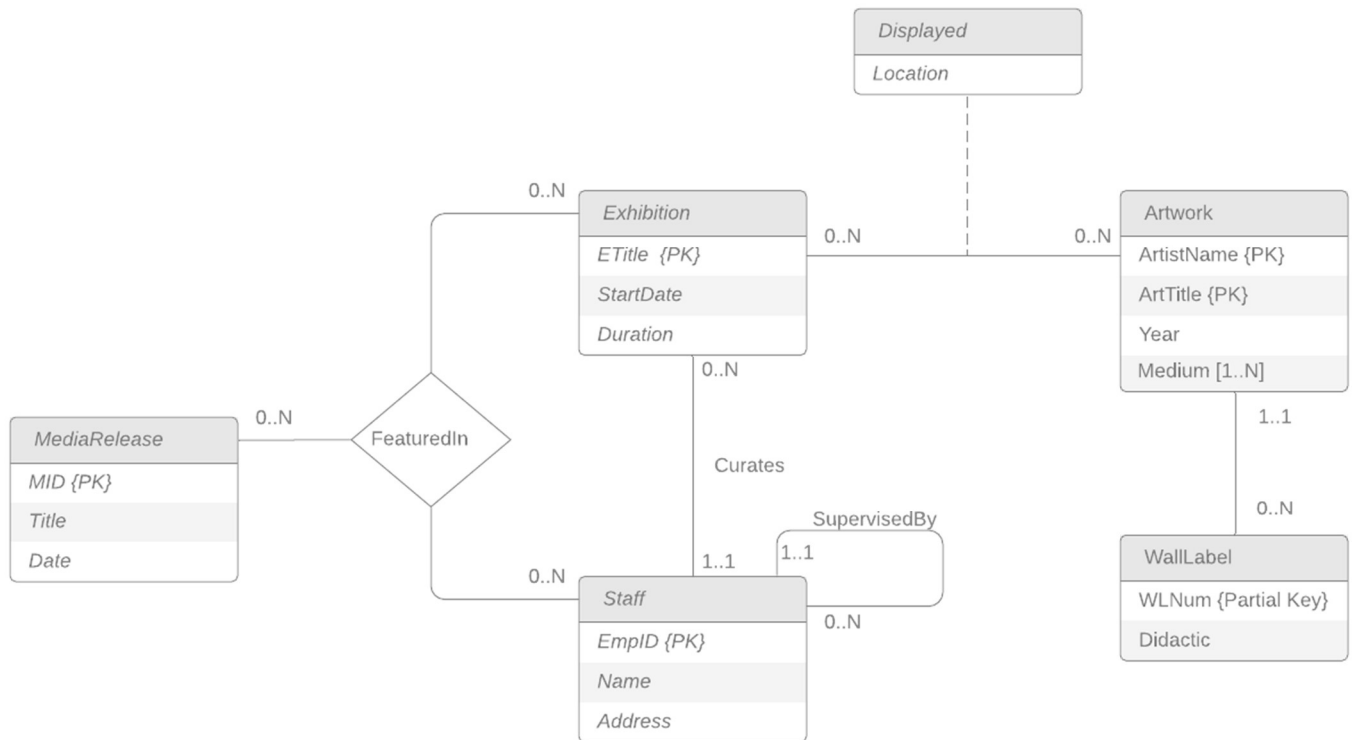 Displayed
Location
0..N
Exhibition
ETitle {PK}
StartDate
Duration
0..N
0..N
Artwork
ArtistName {PK}
ArtTitle {PK}
Year
Medium [1..N]
0..N
1..1
MediaRelease
MID {PK}
Title
Date
0..N
FeaturedIn
Curates
0..N
SupervisedBy
1..1
1..1
0..N
WallLabel
WLNum {Partial Key}
Didactic
0..N
Staff
EmpID {PK}
Name
Address
0..N